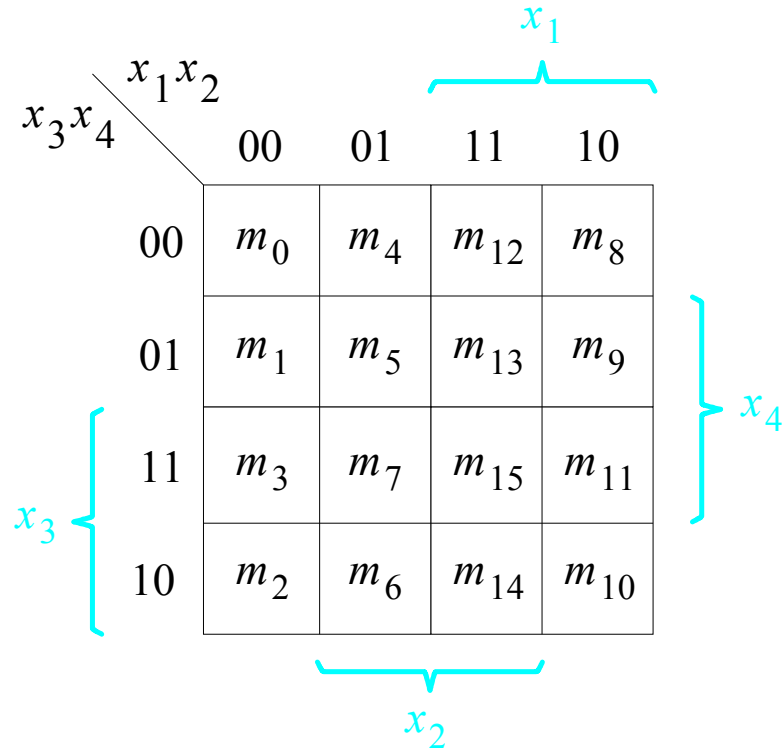 x₁
x₁x₂
x₃x₄
00 01 11 10
00 m₀ m₄ m₁₂ m₈
01 m₁ m₅ m₁₃ m₉
x₄
11 m₃ m₇ m₁₅ m₁₁
x₃
10 m₂ m₆ m₁₄ m₁₀
x₂